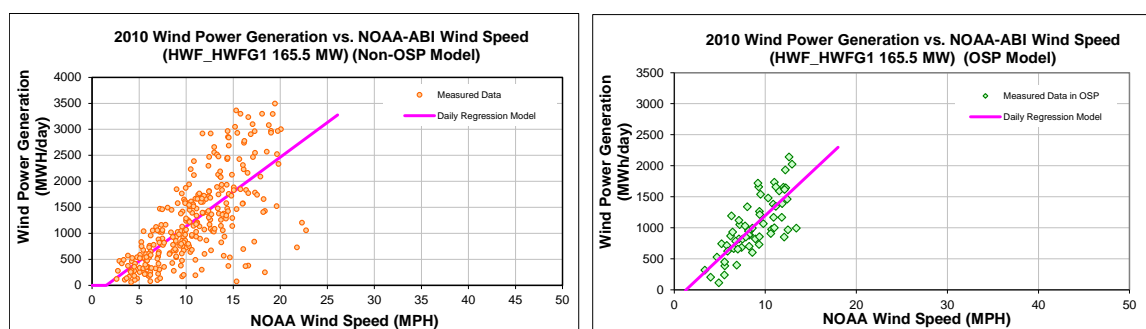 2010 Wind Power Generation vs. NOAA-ABI Wind Speed
(HWF_HWFG1 165.5 MW) (Non-OSP Model)
Wind Power Generation
(MWH/day)
4000
3500
3000
2500
2000
1500
1000
500
0
Measured Data
Daily Regression Model
0 5 10 15 20 25 30 35 40 45 50
NOAA Wind Speed (MPH)
2010 Wind Power Generation vs. NOAA-ABI Wind Speed
(HWF_HWFG1 165.5 MW) (OSP Model)
Wind Power Generation
(MWh/day)
3500
3000
2500
2000
1500
1000
500
0
Measured Data in OSP
Daily Regression Model
0 10 20 30 40 50
NOAA Wind Speed (MPH)